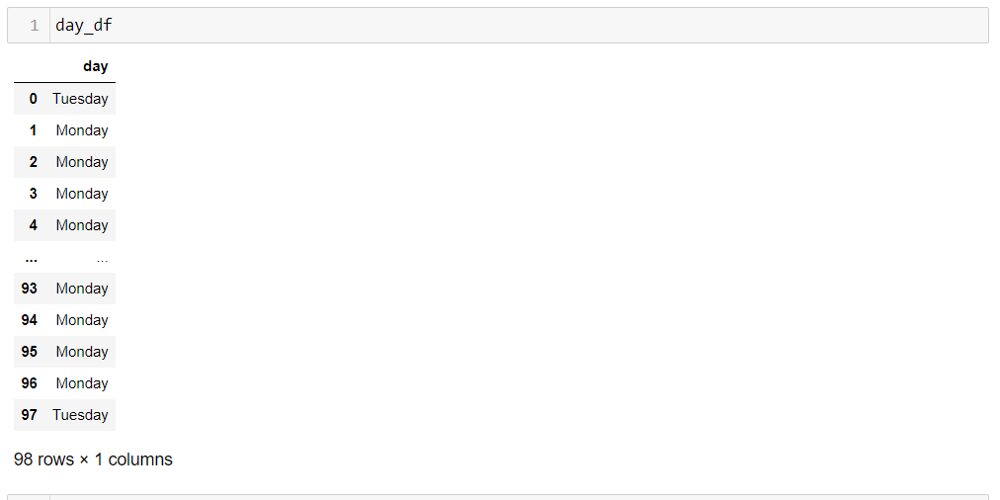 1 day_df
day
0 Tuesday
1 Monday
2 Monday
3 Monday
4 Monday
... ...
93 Monday
94 Monday
95 Monday
96 Monday
97 Tuesday
98 rows × 1 columns